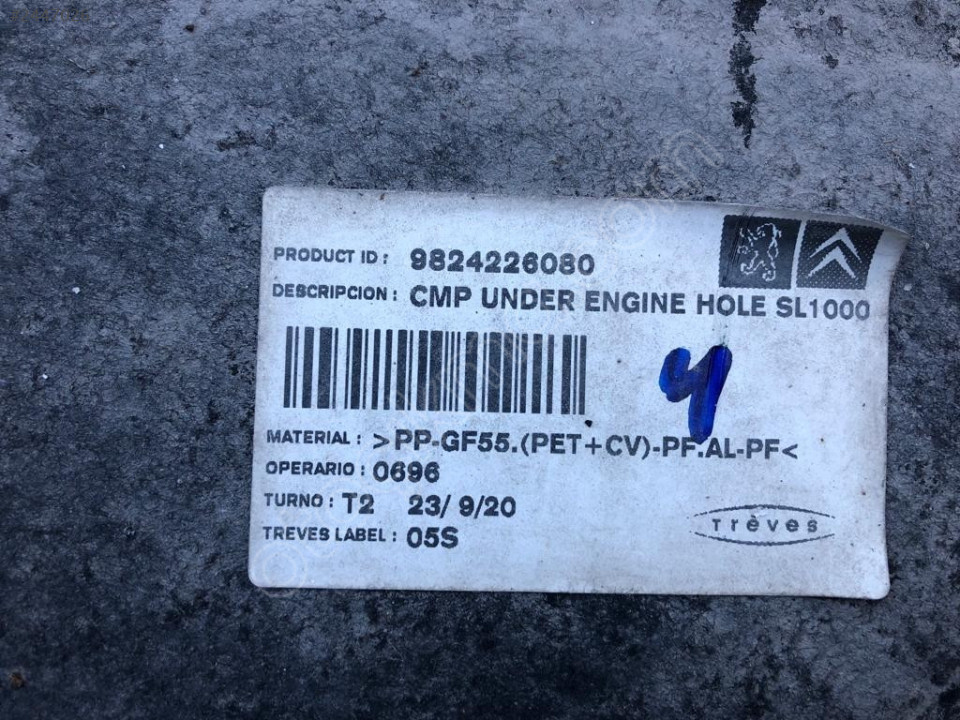 PRODUCT ID: 9824226080
DESCRIPCION: CMP UNDER ENGINE HOLE SL1000
4
MATERIAL: >PP-GF55.(PET+CV)-PF.AL-PF<
OPERARIO: 0696
TURNO: T2 23/ 9/20
TREVES LABEL: 05S
Trèves